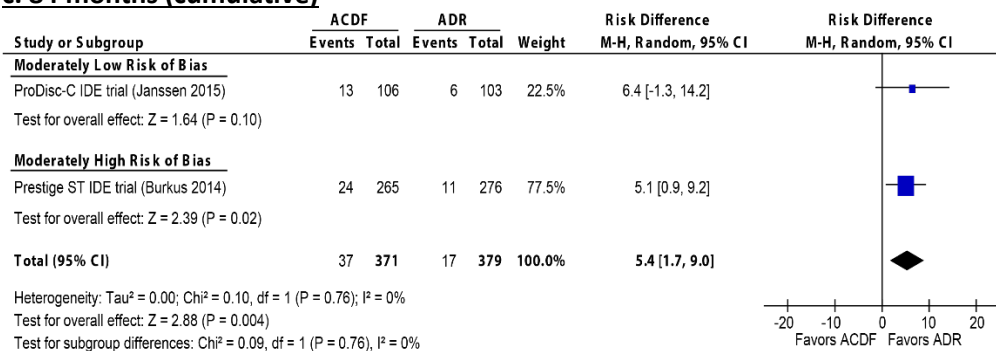 c. 84 months (cumulative)
ACDF ADR Risk Difference Risk Difference
Study or Subgroup Events Total Events Total Weight M-H, Random, 95% CI M-H, Random, 95% CI
Moderately Low Risk of Bias
ProDisc-C IDE trial (Janssen 2015) 13 106 6 103 22.5% 6.4 [-1.3, 14.2]
Test for overall effect: Z = 1.64 (P = 0.10)
Moderately High Risk of Bias
Prestige ST IDE trial (Burkus 2014) 24 265 11 276 77.5% 5.1 [0.9, 9.2]
Test for overall effect: Z = 2.39 (P = 0.02)
Total (95% CI) 37 371 17 379 100.0% 5.4 [1.7, 9.0]
Heterogeneity: Tau² = 0.00; Chi² = 0.10, df = 1 (P = 0.76); I² = 0%
Test for overall effect: Z = 2.88 (P = 0.004)
Test for subgroup differences: Chi² = 0.09, df = 1 (P = 0.76), I² = 0%
-20 -10 0 10 20
Favors ACDF Favors ADR